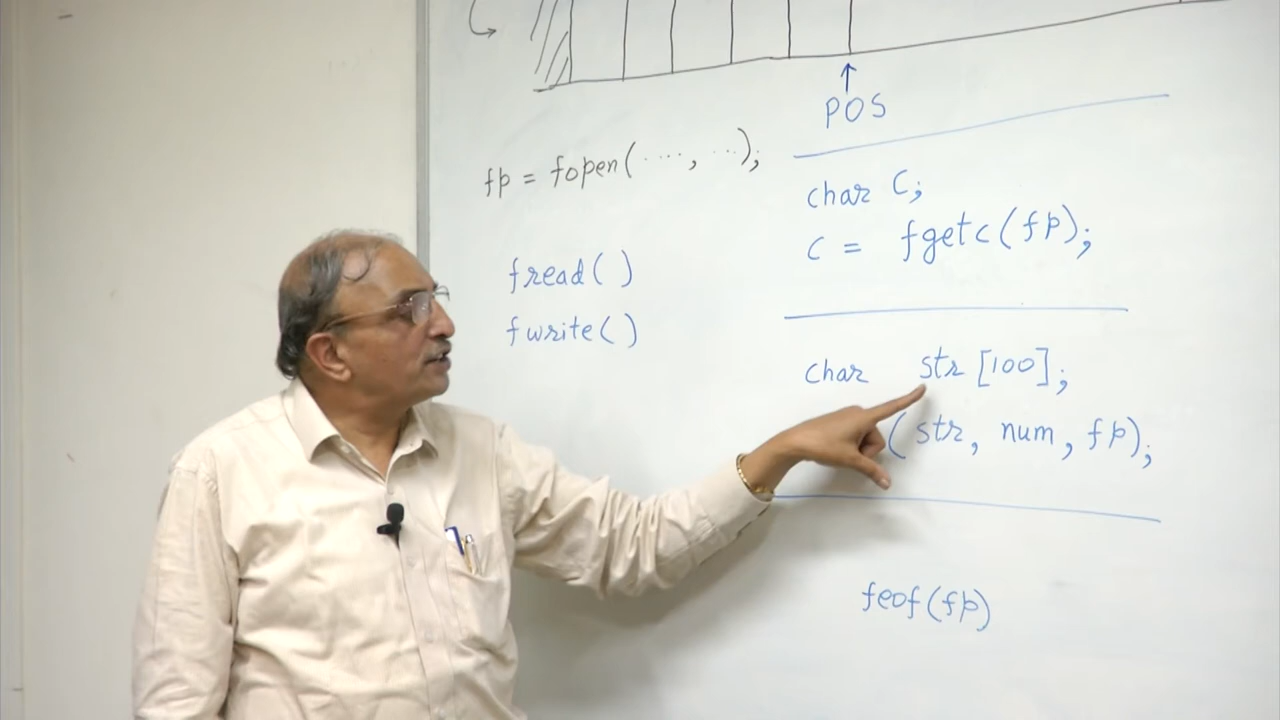 POS
fp = fopen( ...., ...);
fread( )
fwrite( )
char C;
C = fgetc(fp);
char str [100];
(str, num, fp);
feof(fp)